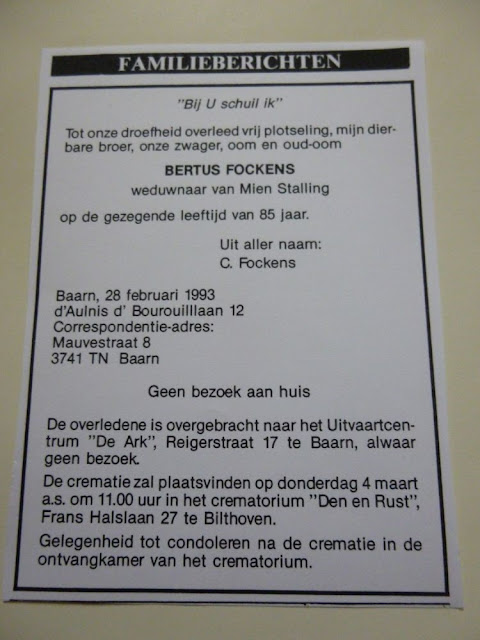 FAMILIEBERICHTEN
"Bij U schuil ik"
Tot onze droefheid overleed vrij plotseling, mijn dier-
bare broer, onze zwager, oom en oud-oom
BERTUS FOCKENS
weduwnaar van Mien Stalling
op de gezegende leeftijd van 85 jaar.
Uit aller naam:
C. Fockens
Baarn, 28 februari 1993
d'Aulnis d' Bourouilllaan 12
Correspondentie-adres:
Mauvestraat 8
3741 TN Baarn
Geen bezoek aan huis
De overledene is overgebracht naar het Uitvaartcen-
trum "De Ark", Reigerstraat 17 te Baarn, alwaar
geen bezoek.
De crematie zal plaatsvinden op donderdag 4 maart
a.s. om 11.00 uur in het crematorium "Den en Rust",
Frans Halslaan 27 te Bilthoven.
Gelegenheid tot condoleren na de crematie in de
ontvangkamer van het crematorium.